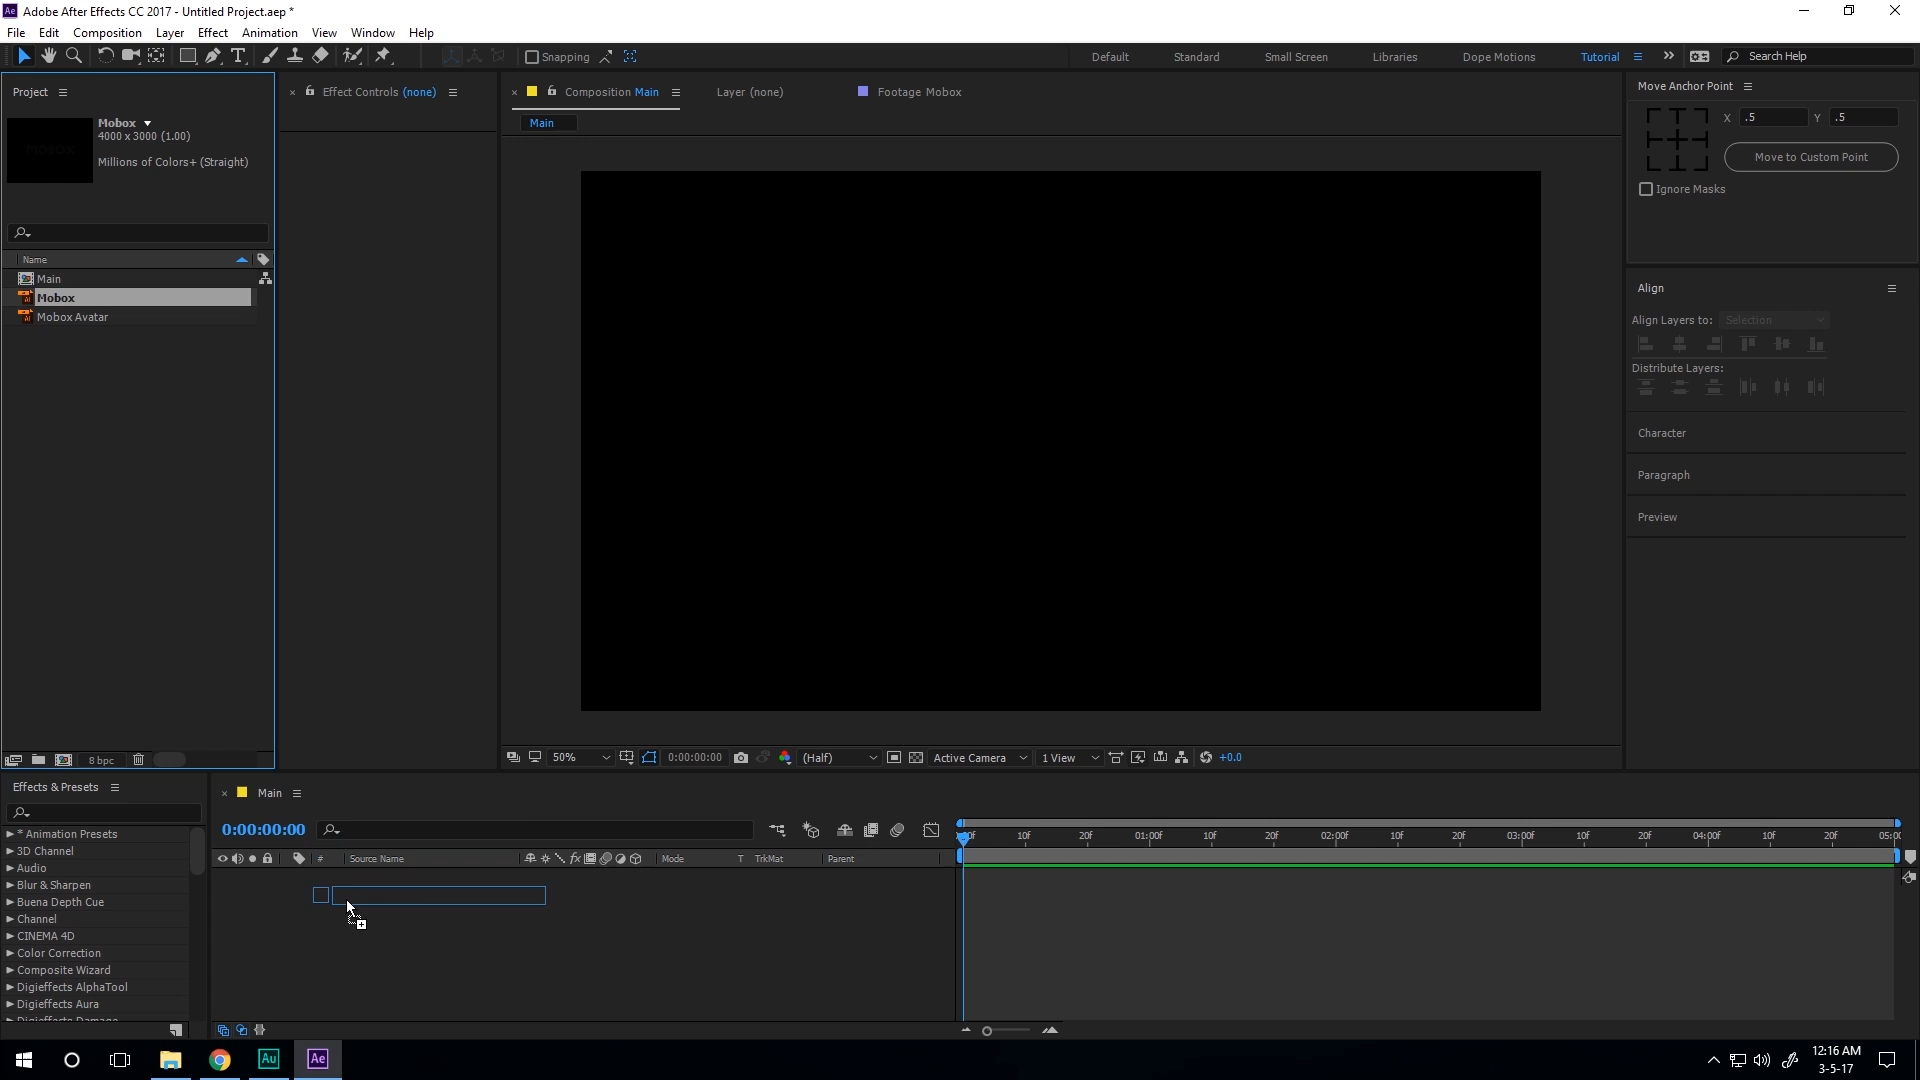 Adobe After Effects CC 2017 - Untitled Project.aep *
File Edit Composition Layer Effect Animation View Window Help
Snapping
Default Standard Small Screen Libraries Dope Motions Tutorial
Search Help
Project
Mobox
4000 x 3000 (1.00)
Millions of Colors+ (Straight)
Name
Main
Mobox
Mobox Avatar
8 bpc
Effect Controls (none)
Composition Main
Layer (none)
Footage Mobox
Main
50%
0:00:00:00
(Half)
Active Camera
1 View
+0.0
Move Anchor Point
X .5 Y .5
Move to Custom Point
Ignore Masks
Align
Align Layers to: Selection
Distribute Layers:
Character
Paragraph
Preview
Effects & Presets
* Animation Presets
3D Channel
Audio
Blur & Sharpen
Buena Depth Cue
Channel
CINEMA 4D
Color Correction
Composite Wizard
Digieffects AlphaTool
Digieffects Aura
Digieffects Damage
Main
0:00:00:00
# Source Name Mode T TrkMat Parent
10f 20f 01:00f 10f 20f 02:00f 10f 20f 03:00f 10f 20f 04:00f 10f 20f
Au
Ae
12:16 AM
3-5-17